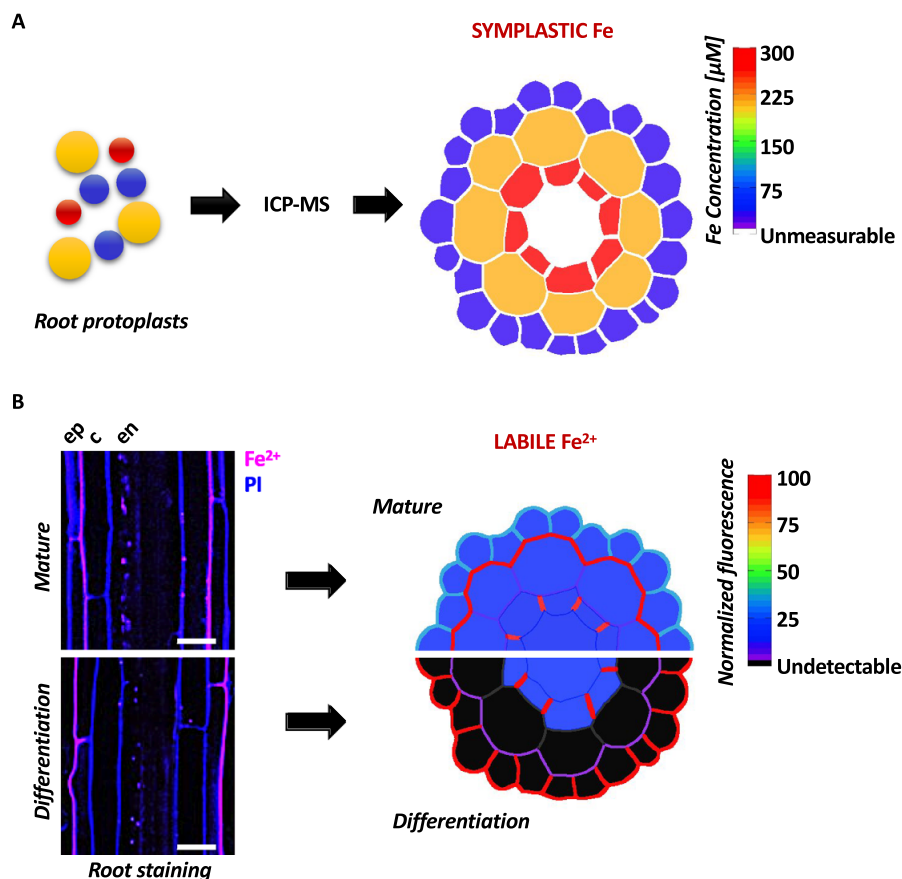 A
SYMPLASTIC Fe
Fe Concentration [µM]
300
225
150
75
Unmeasurable
ICP-MS
Root protoplasts
B
ep
c
en
Fe²⁺
PI
LABILE Fe²⁺
Mature
Mature
Normalized fluorescence
100
75
50
25
Undetectable
Differentiation
Differentiation
Root staining